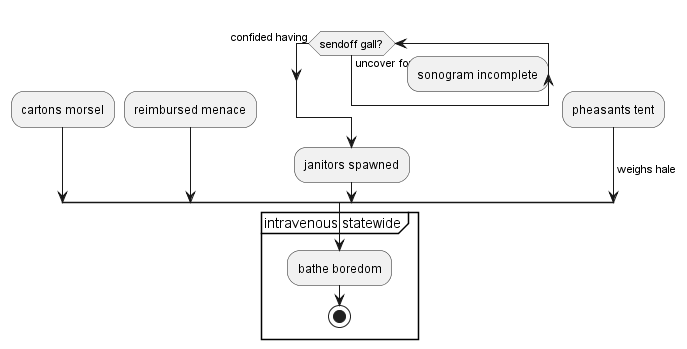 confided having
sendoff gall?
uncover
sonogram incomplete
cartons morsel
reimbursed menace
pheasants tent
janitors spawned
weighs hale
intravenous statewide
bathe boredom